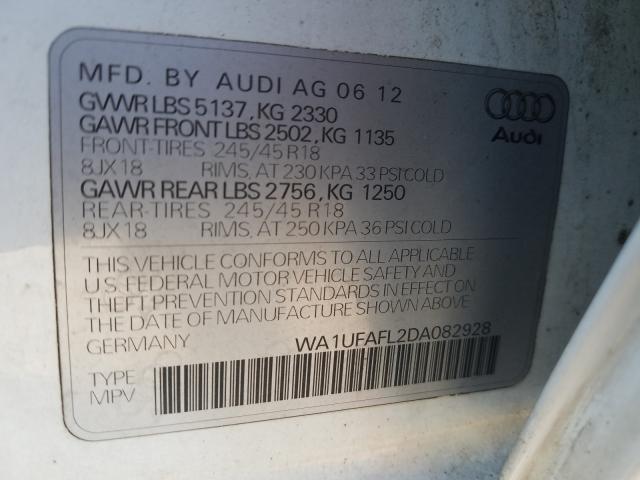 MFD. BY AUDI AG 06 12
GVWR LBS 5137, KG 2330
GAWR FRONT LBS 2502, KG 1135
FRONT-TIRES 245/45 R18
8JX18 RIMS, AT 230 KPA 33 PSI COLD
GAWR REAR LBS 2756, KG 1250
REAR-TIRES 245/45 R18
8JX18 RIMS, AT 250 KPA 36 PSI COLD
Audi
THIS VEHICLE CONFORMS TO ALL APPLICABLE
U.S. FEDERAL MOTOR VEHICLE SAFETY AND
THEFT PREVENTION STANDARDS IN EFFECT ON
THE DATE OF MANUFACTURE SHOWN ABOVE.
GERMANY WA1UFAFL2DA082928
TYPE
MPV